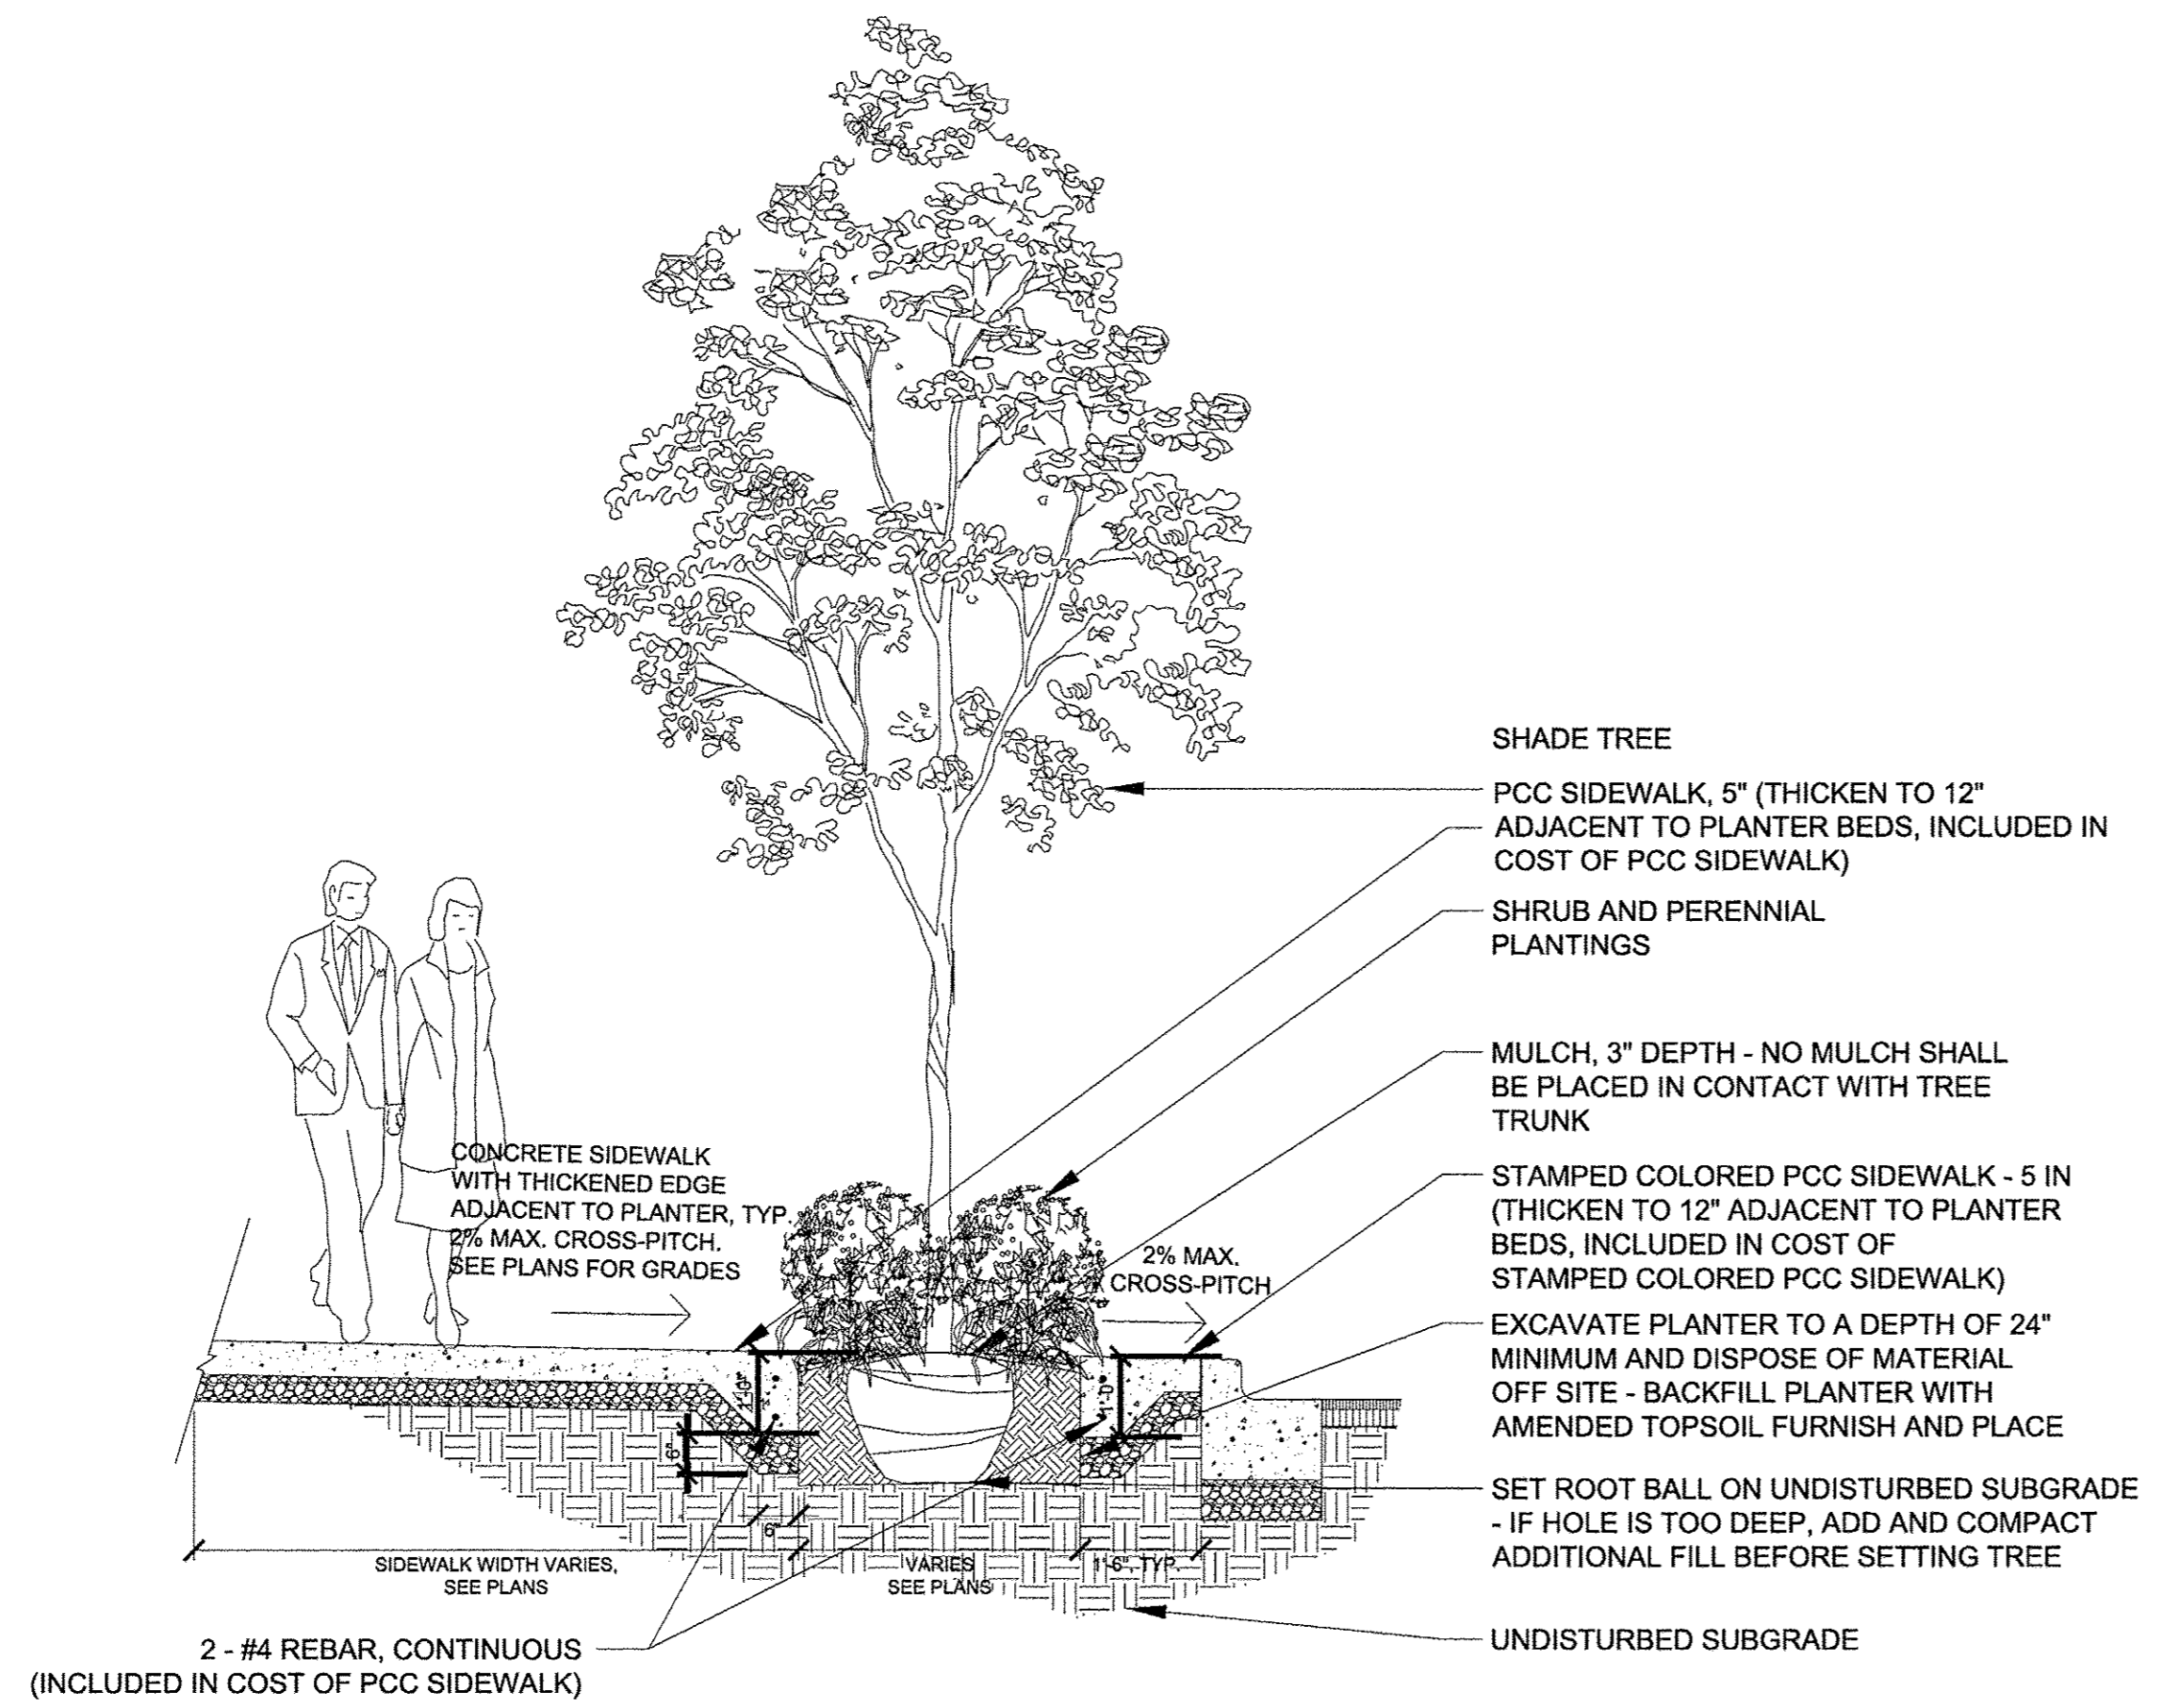 SHADE TREE
PCC SIDEWALK, 5" (THICKEN TO 12"
ADJACENT TO PLANTER BEDS, INCLUDED IN
COST OF PCC SIDEWALK)
SHRUB AND PERENNIAL
PLANTINGS
MULCH, 3" DEPTH - NO MULCH SHALL
BE PLACED IN CONTACT WITH TREE
TRUNK
CONCRETE SIDEWALK
WITH THICKENED EDGE
ADJACENT TO PLANTER, TYP.
2% MAX. CROSS-PITCH.
SEE PLANS FOR GRADES
2% MAX.
CROSS-PITCH
STAMPED COLORED PCC SIDEWALK - 5 IN
(THICKEN TO 12" ADJACENT TO PLANTER
BEDS, INCLUDED IN COST OF
STAMPED COLORED PCC SIDEWALK)
EXCAVATE PLANTER TO A DEPTH OF 24"
MINIMUM AND DISPOSE OF MATERIAL
OFF SITE - BACKFILL PLANTER WITH
AMENDED TOPSOIL FURNISH AND PLACE
1'-0"
1'-0"
6"
6"
SET ROOT BALL ON UNDISTURBED SUBGRADE
- IF HOLE IS TOO DEEP, ADD AND COMPACT
ADDITIONAL FILL BEFORE SETTING TREE
SIDEWALK WIDTH VARIES,
SEE PLANS
VARIES
SEE PLANS
1'-6", TYP.
UNDISTURBED SUBGRADE
2 - #4 REBAR, CONTINUOUS
(INCLUDED IN COST OF PCC SIDEWALK)